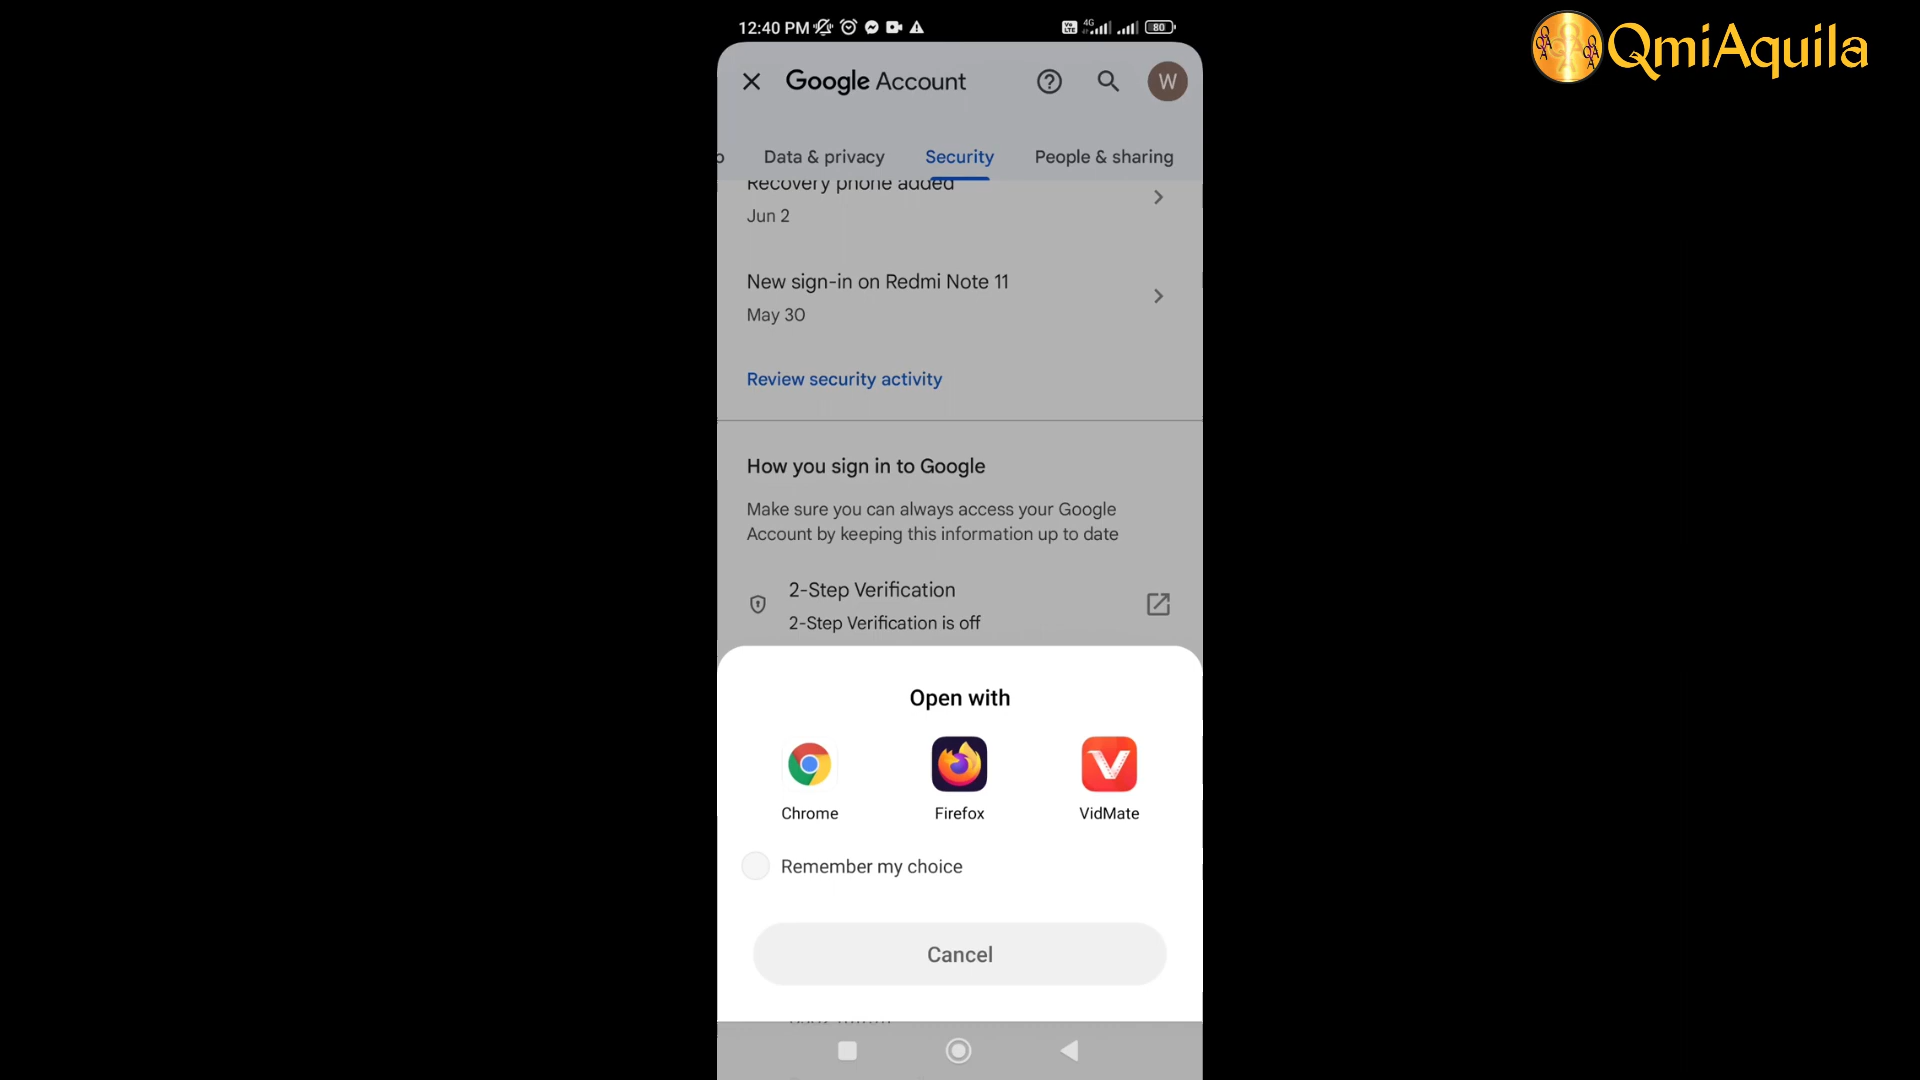 12:40 PM
4G
80
QmiAquila
Google Account
W
Data & privacy
Security
People & sharing
Recovery phone added
Jun 2
New sign-in on Redmi Note 11
May 30
Review security activity
How you sign in to Google
Make sure you can always access your Google
Account by keeping this information up to date
2-Step Verification
2-Step Verification is off
Open with
Chrome
Firefox
VidMate
Remember my choice
Cancel